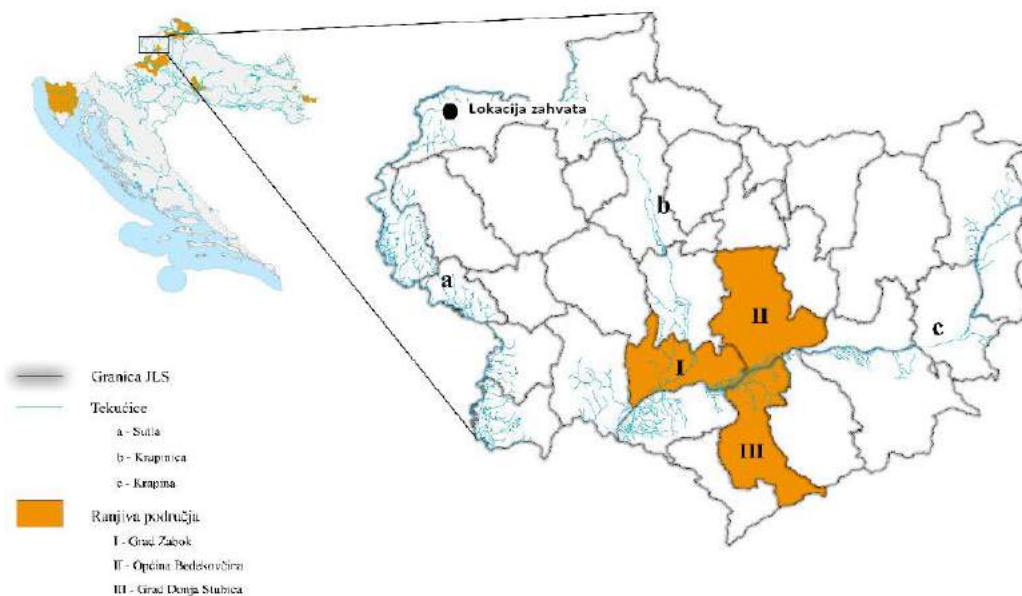 Lokacija zahvata
b
a
II
c
I
III
Granica JLS
Tekućice
a - Sutla
b - Krapinica
c - Krapina
Ranjiva područja
I - Grad Zabok
II - Općina Bedekovčina
III - Grad Donja Stubica